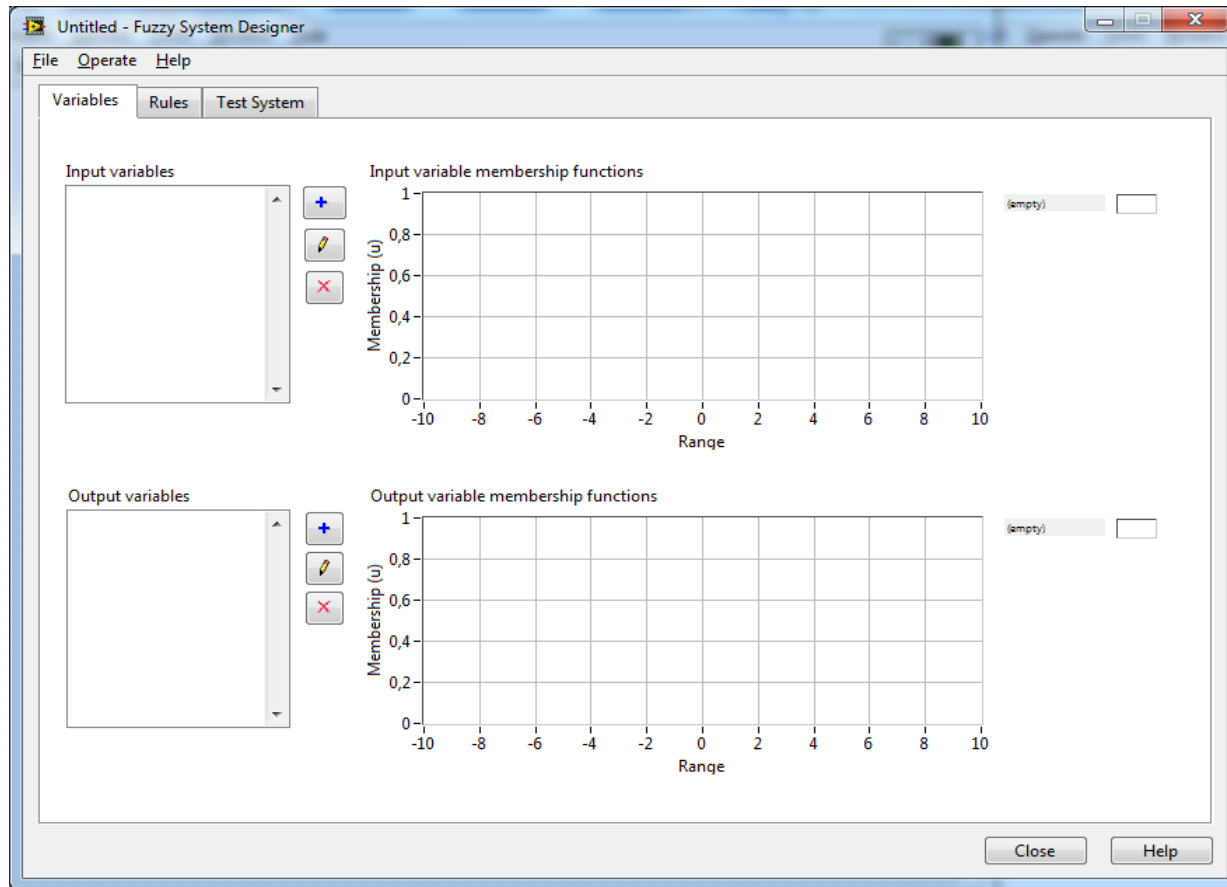 Untitled - Fuzzy System Designer
File Operate Help
Variables Rules Test System
Input variables
Input variable membership functions
Membership (u)
1
0,8
0,6
0,4
0,2
0
-10 -8 -6 -4 -2 0 2 4 6 8 10
Range
(empty)
Output variables
Output variable membership functions
Membership (u)
1
0,8
0,6
0,4
0,2
0
-10 -8 -6 -4 -2 0 2 4 6 8 10
Range
(empty)
Close Help